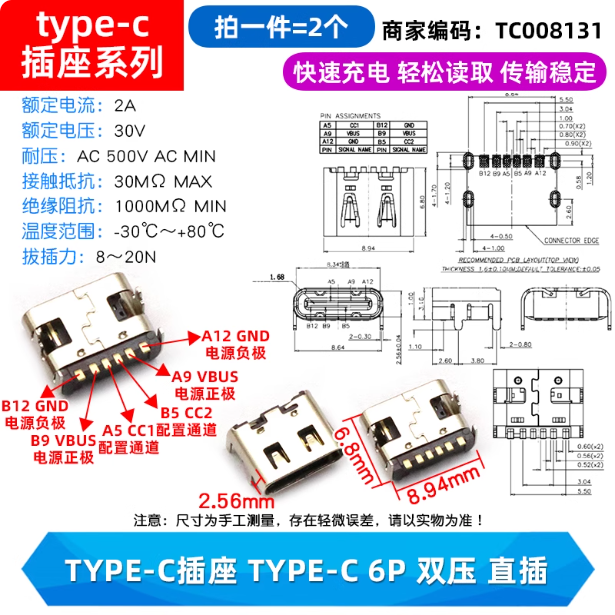 type-c
插座系列
拍一件=2个
商家编码：TC008131
快速充电 轻松读取 传输稳定
额定电流：2A
额定电压：30V
耐压：AC 500V AC MIN
接触抵抗：30MΩ MAX
绝缘阻抗：1000MΩ MIN
温度范围：-30℃～+80℃
拔插力：8～20N
PIN ASSIGNMENTS
A5 CC1 B12 GND
A9 VBUS B9 VBUS
A12 GND B5 CC2
PIN SIGNAL NAME PIN SIGNAL NAME
8.64
5.50
3.04
1.00
0.70(X2)
0.80(X2)
0.90(X2)
B12 B9 A5 B5 A9 A12
4-1.70
4-1.20
0.58
1.20
2.60
4-0.50
4-1.00
CONNECTOR EDGE
RECOMMENDED PCB LAYOUT(TOP VIEW)
THICKNESS 1.6±0.10MM,DEFAULT TOLERANCE:±0.05
6.80
8.94
8.34
1.68
A5 A9 A12
B12 B9 B5
2-0.30
8.64
3.10
2.56±0.04
1.00
1.10
2.60
3.80
2-0.80
0.60(x2)
0.56(x2)
0.52(x2)
3.04
5.50
A12 GND
电源负极
A9 VBUS
电源正极
B5 CC2
配置通道
A5 CC1
配置通道
B12 GND
电源负极
B9 VBUS
电源正极
2.56mm
6.8mm
8.94mm
注意：尺寸为手工测量，存在轻微误差，请以实物为准！
TYPE-C插座 TYPE-C 6P 双压 直插